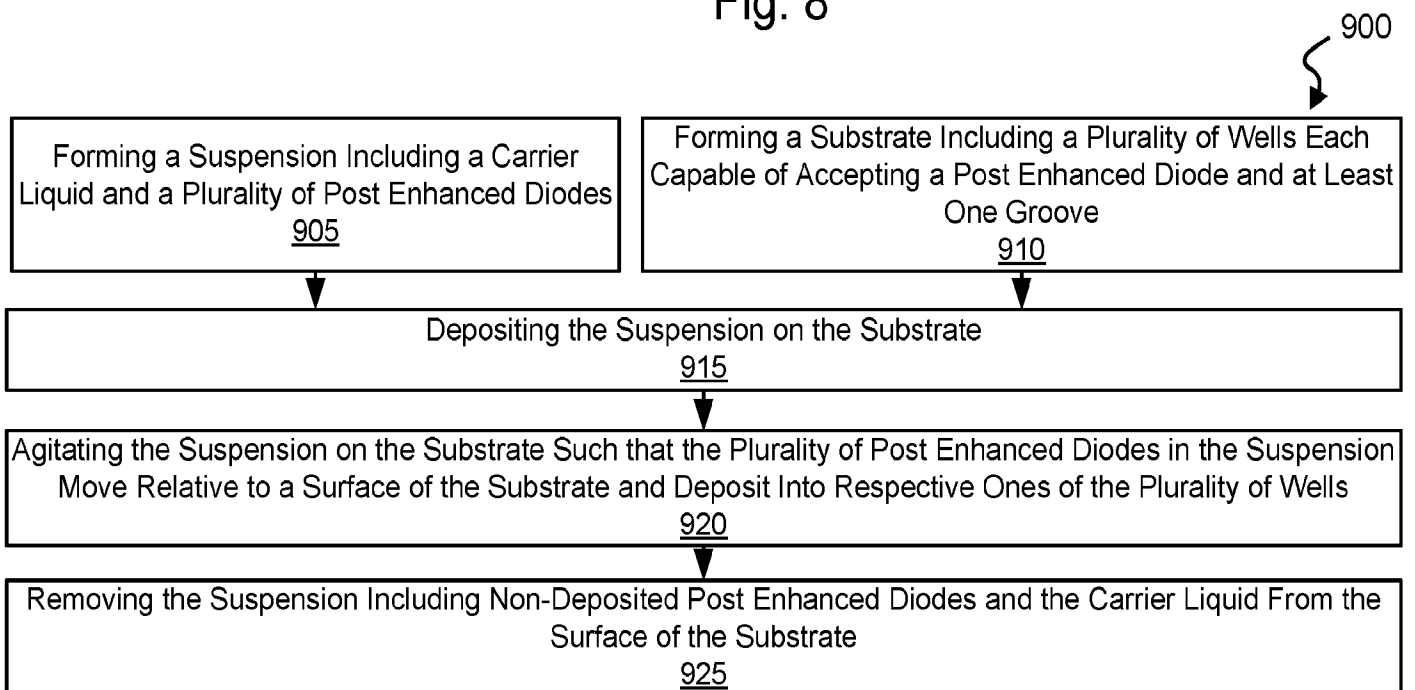 Fig. 8
900
Forming a Suspension Including a Carrier
Liquid and a Plurality of Post Enhanced Diodes
905
Forming a Substrate Including a Plurality of Wells Each
Capable of Accepting a Post Enhanced Diode and at Least
One Groove
910
Depositing the Suspension on the Substrate
915
Agitating the Suspension on the Substrate Such that the Plurality of Post Enhanced Diodes in the Suspension
Move Relative to a Surface of the Substrate and Deposit Into Respective Ones of the Plurality of Wells
920
Removing the Suspension Including Non-Deposited Post Enhanced Diodes and the Carrier Liquid From the
Surface of the Substrate
925